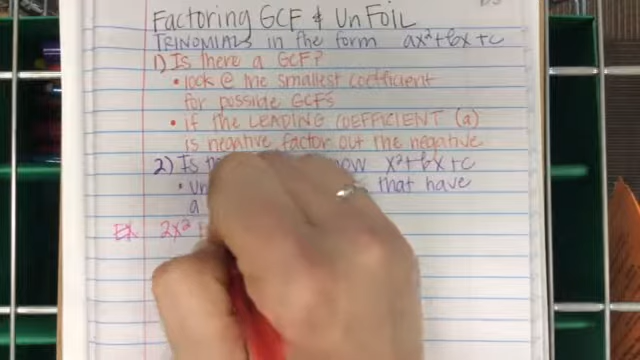 Factoring GCF & UnFOIL
TRINOMIALS in the form ax²+bx+c
1) Is there a GCF?
• look @ the smallest coefficient
for possible GCFs
• if the LEADING COEFFICIENT (a)
is negative factor out the negative
2) Is now x²+bx+c
• that have
a
EX 2x²